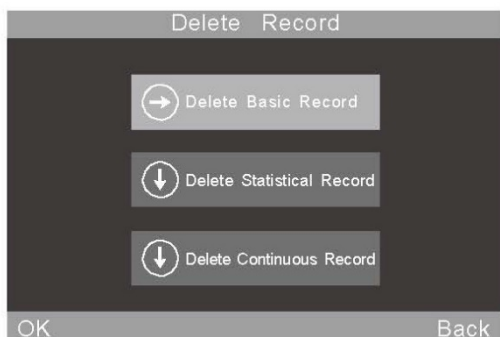 Delete Record
Delete Basic Record
Delete Statistical Record
Delete Continuous Record
OK Back